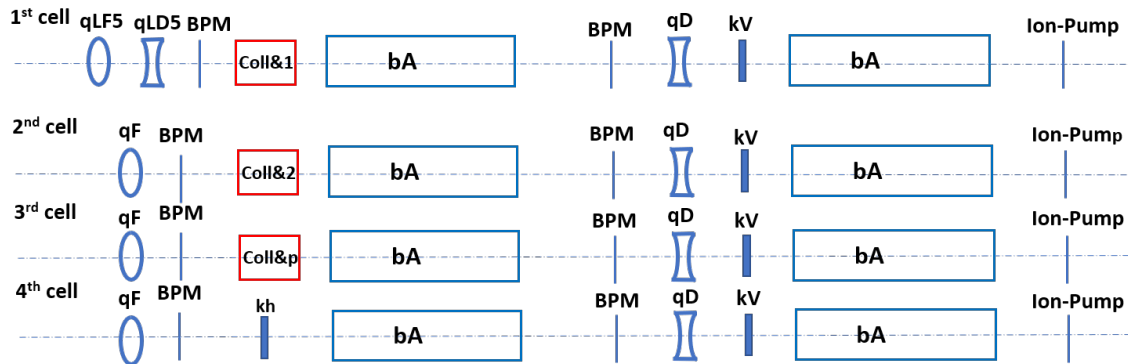 1st cell qLF5 qLD5 BPM Coll&1 bA BPM qD kV bA Ion-Pump
2nd cell qF BPM Coll&2 bA BPM qD kV bA Ion-Pump
3rd cell qF BPM Coll&p bA BPM qD kV bA Ion-Pump
4th cell qF BPM kh bA BPM qD kV bA Ion-Pump